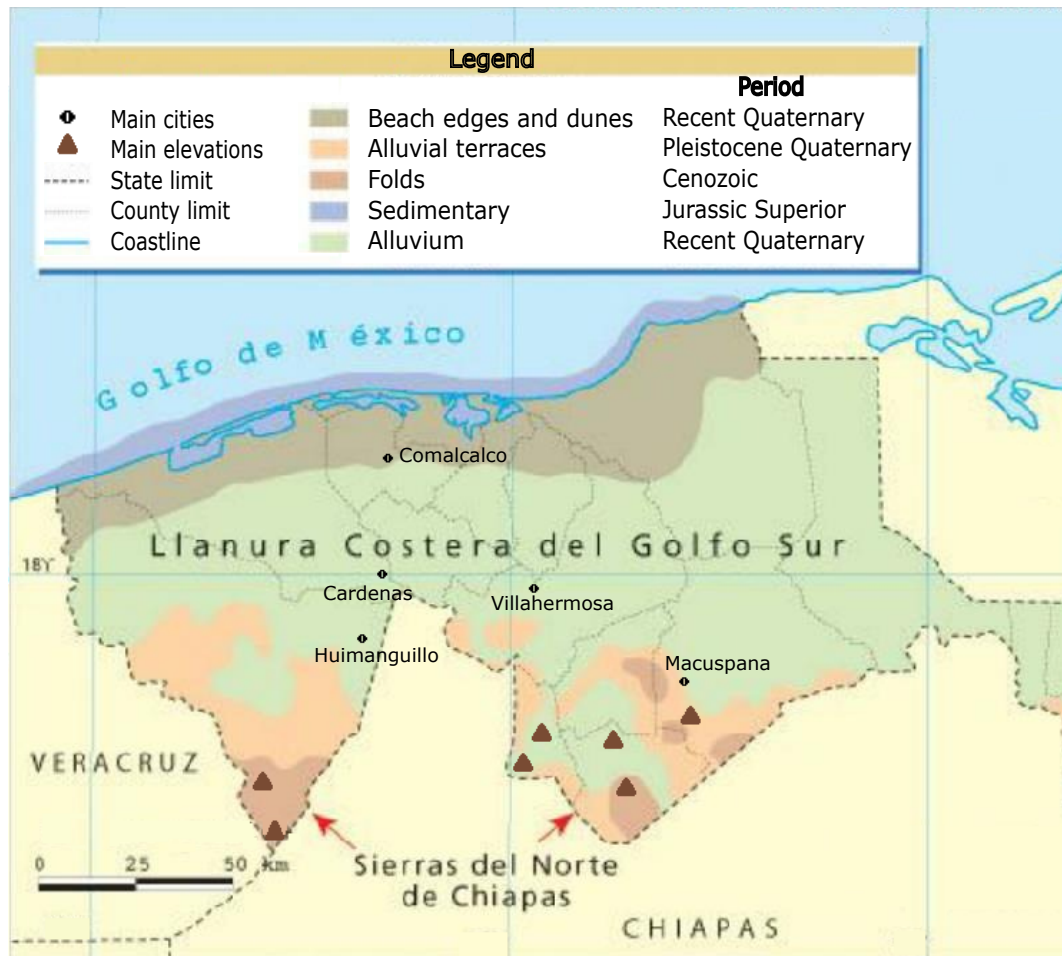 Legend
Period
Main cities
Beach edges and dunes
Recent Quaternary
Main elevations
Alluvial terraces
Pleistocene Quaternary
State limit
Folds
Cenozoic
County limit
Sedimentary
Jurassic Superior
Coastline
Alluvium
Recent Quaternary
Golfo de México
Comalcalco
Llanura Costera del Golfo Sur
18°
Cardenas
Villahermosa
Huimanguillo
Macuspana
VERACRUZ
0 25 50 km
Sierras del Norte
de Chiapas
CHIAPAS